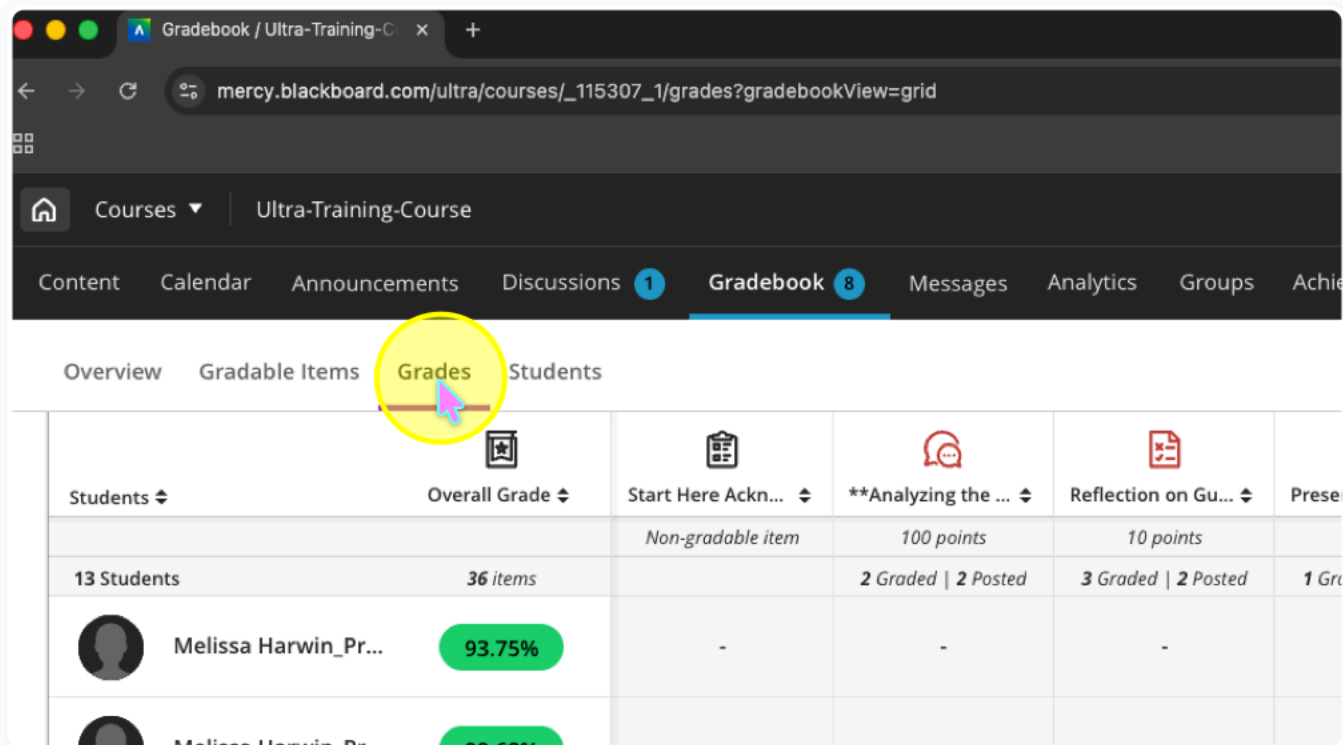 Gradebook / Ultra-Training-C
mercy.blackboard.com/ultra/courses/_115307_1/grades?gradebookView=grid
Courses Ultra-Training-Course
Content Calendar Announcements Discussions 1 Gradebook 8 Messages Analytics Groups Achie
Overview Gradable Items Grades Students
Students Overall Grade Start Here Ackn... **Analyzing the ... Reflection on Gu... Prese
Non-gradable item 100 points 10 points
13 Students 36 items 2 Graded | 2 Posted 3 Graded | 2 Posted 1 Gr
Melissa Harwin_Pr... 93.75% - - -
Melissa Harwin_Pr